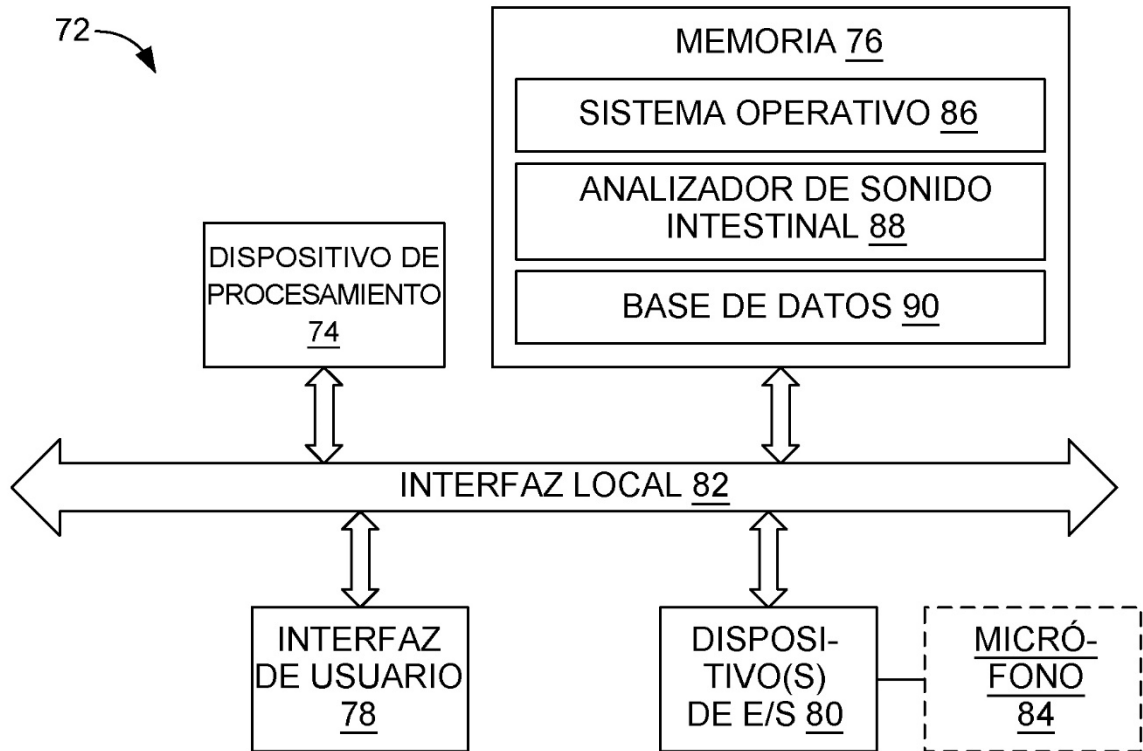 72
MEMORIA 76
SISTEMA OPERATIVO 86
ANALIZADOR DE SONIDO
INTESTINAL 88
BASE DE DATOS 90
DISPOSITIVO DE
PROCESAMIENTO
74
INTERFAZ LOCAL 82
INTERFAZ
DE USUARIO
78
DISPOSI-
TIVO(S)
DE E/S 80
MICRÓ-
FONO
84